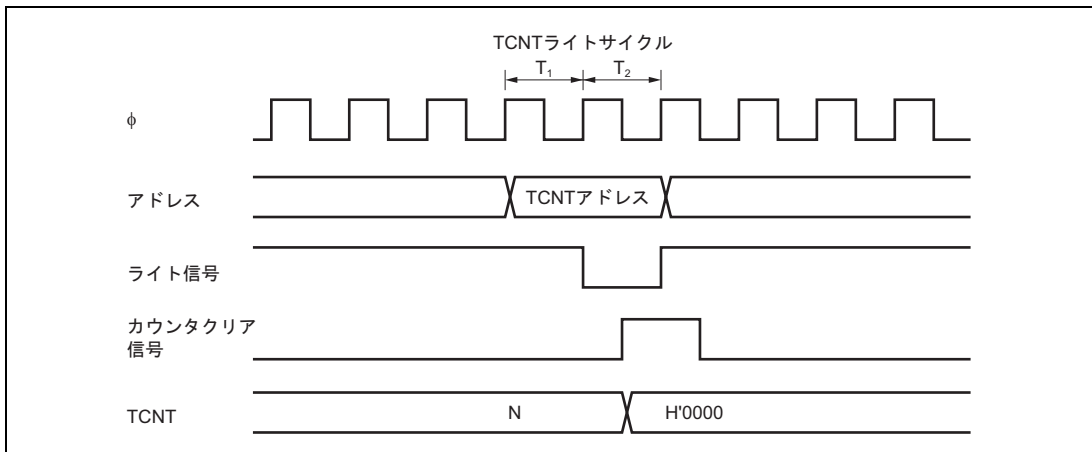 TCNTライトサイクル
T₁ T₂
φ
アドレス
TCNTアドレス
ライト信号
カウンタクリア
信号
TCNT
N
H'0000